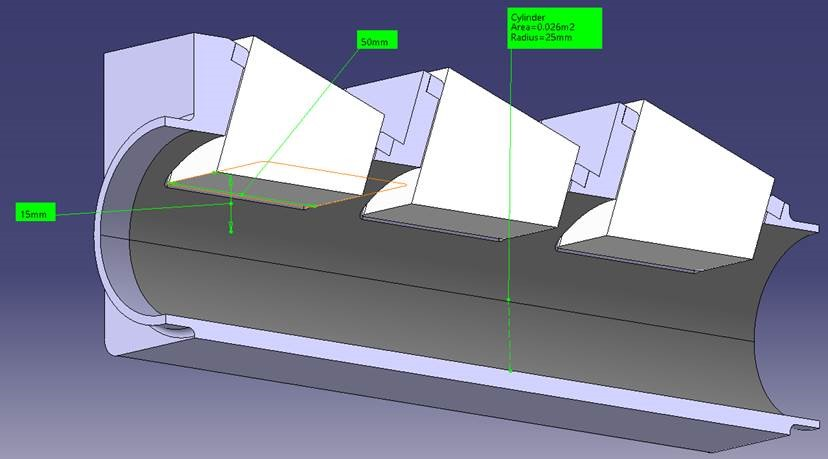 50mm
Cylinder
Area=0.026m2
Radius=25mm
15mm